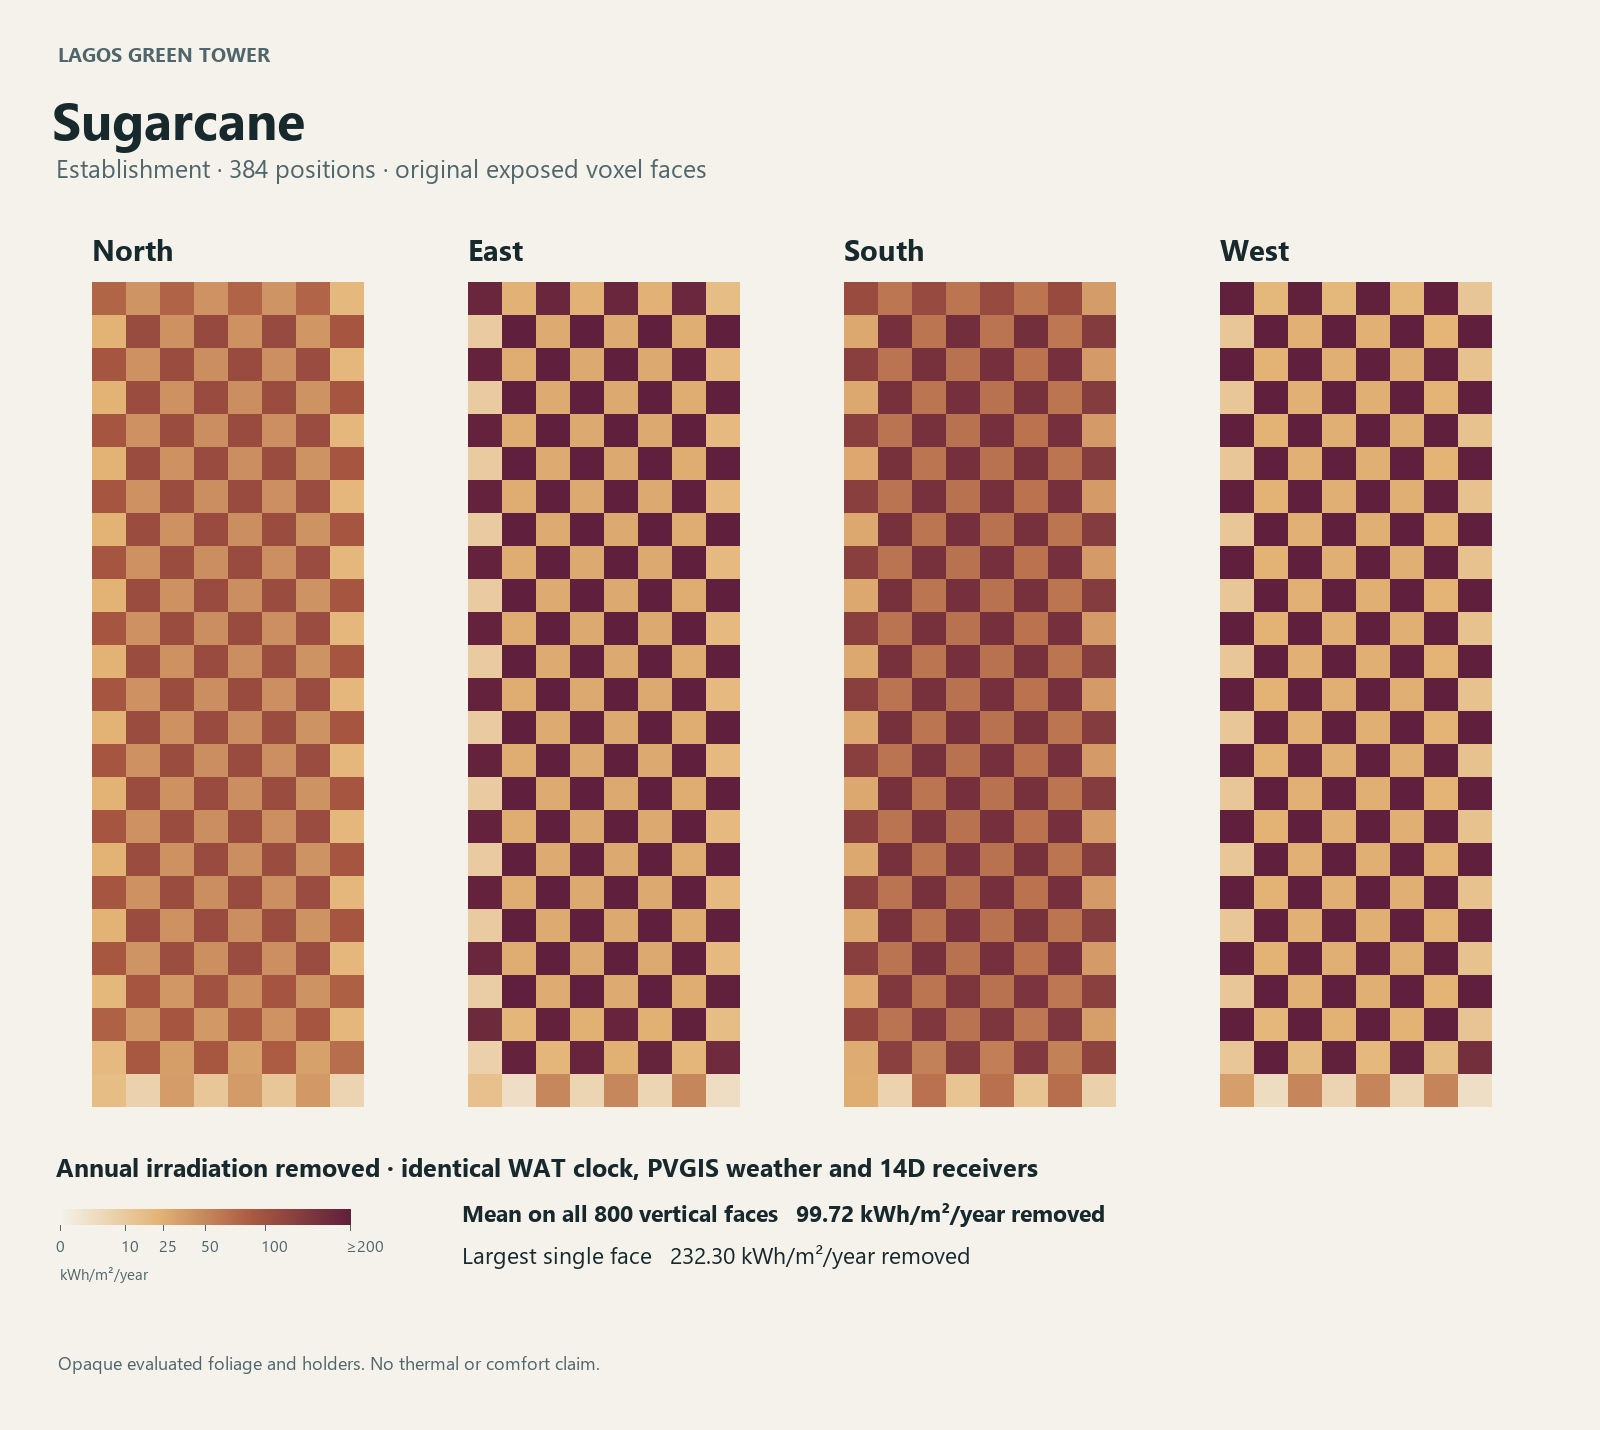 LAGOS GREEN TOWER
Sugarcane
Establishment · 384 positions · original exposed voxel faces
North East South West
Annual irradiation removed · identical WAT clock, PVGIS weather and 14D receivers
Mean on all 800 vertical faces 99.72 kWh/m²/year removed
0 10 25 50 100 ≥200
Largest single face 232.30 kWh/m²/year removed
kWh/m²/year
Opaque evaluated foliage and holders. No thermal or comfort claim.